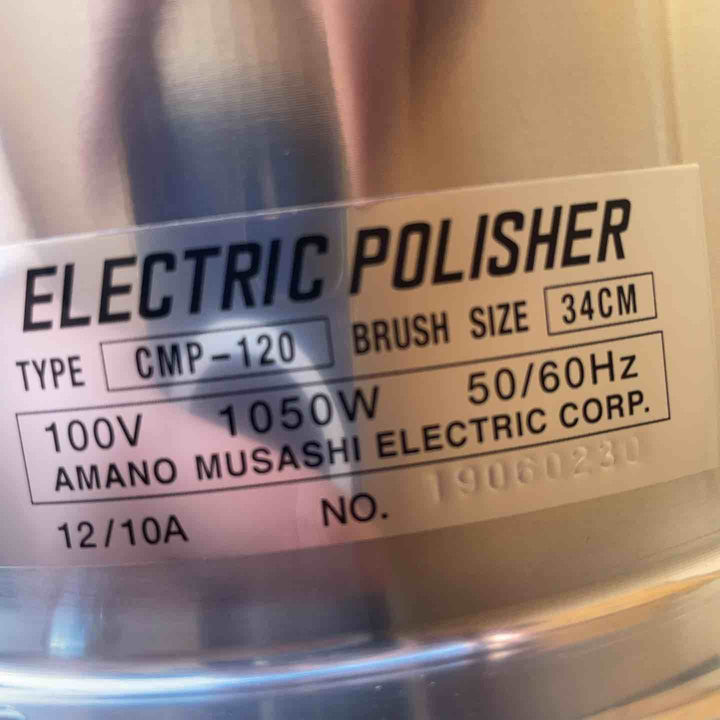 ELECTRIC POLISHER
TYPE CMP-120 BRUSH SIZE 34CM
100V 1050W 50/60Hz
AMANO MUSASHI ELECTRIC CORP.
12/10A NO. 19060230